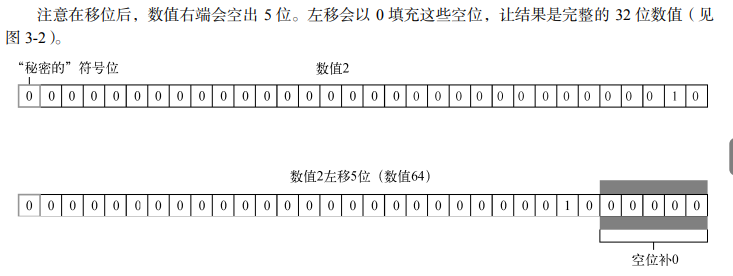 注意在移位后，数值右端会空出 5 位。左移会以 0 填充这些空位，让结果是完整的 32 位数值（见
图 3-2）。
“秘密的”符号位 数值2
0 0 0 0 0 0 0 0 0 0 0 0 0 0 0 0 0 0 0 0 0 0 0 0 0 0 0 0 0 0 1 0
数值2左移5位（数值64）
0 0 0 0 0 0 0 0 0 0 0 0 0 0 0 0 0 0 0 0 0 0 0 0 0 1 0 0 0 0 0 0
空位补0